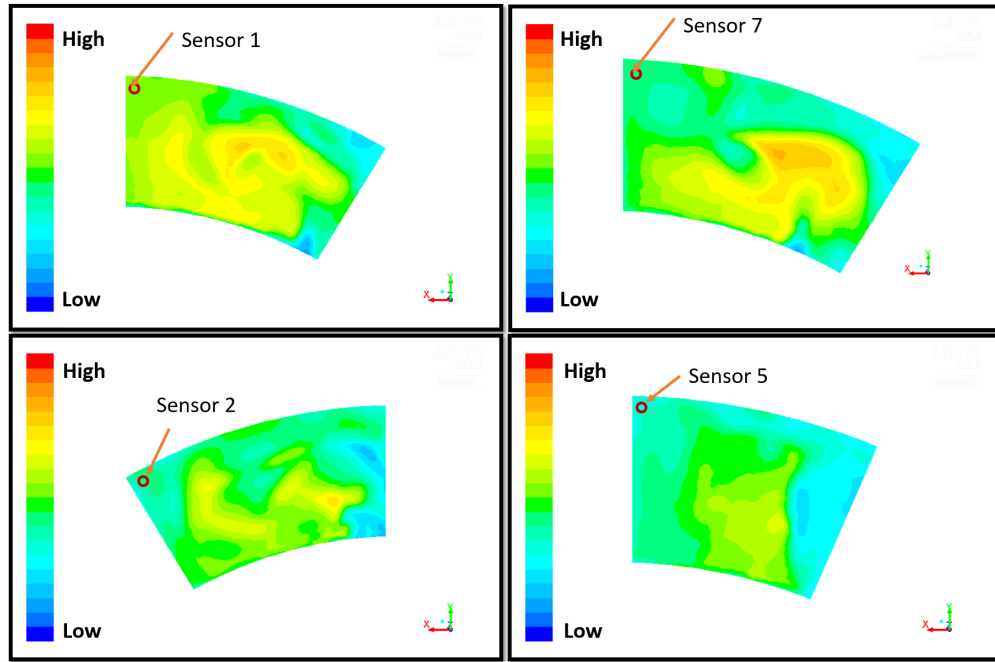 High
Sensor 1
Low
X
Y
Z
High
Sensor 7
Low
X
Y
Z
High
Sensor 2
Low
X
Y
Z
High
Sensor 5
Low
X
Y
Z